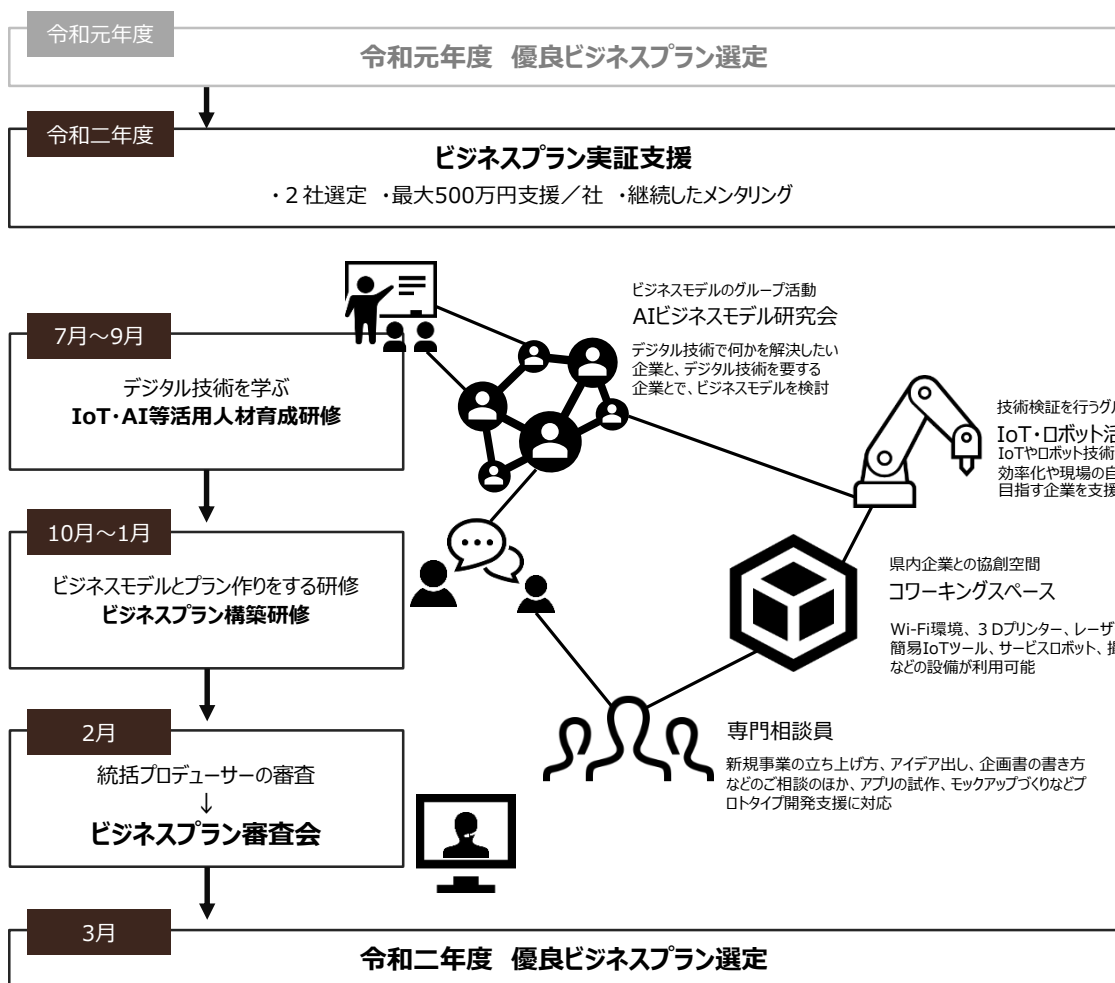 令和元年度
令和元年度 優良ビジネスプラン選定
令和二年度
ビジネスプラン実証支援
・２社選定 ・最大500万円支援／社 ・継続したメンタリング
7月～9月
デジタル技術を学ぶ
IoT・AI等活用人材育成研修
10月～1月
ビジネスモデルとプラン作りをする研修
ビジネスプラン構築研修
2月
統括プロデューサーの審査
↓
ビジネスプラン審査会
ビジネスモデルのグループ活動
AIビジネスモデル研究会
デジタル技術で何かを解決したい
企業と、デジタル技術を要する
企業とで、ビジネスモデルを検討
技術検証を行うグル
IoT・ロボット活
IoTやロボット技術
効率化や現場の自
目指す企業を支援
県内企業との協創空間
コワーキングスペース
Wi-Fi環境、３Dプリンター、レーザ
簡易IoTツール、サービスロボット、
などの設備が利用可能
専門相談員
新規事業の立ち上げ方、アイデア出し、企画書の書き方
などのご相談のほか、アプリの試作、モックアップづくりなどプ
ロトタイプ開発支援に対応
3月
令和二年度 優良ビジネスプラン選定